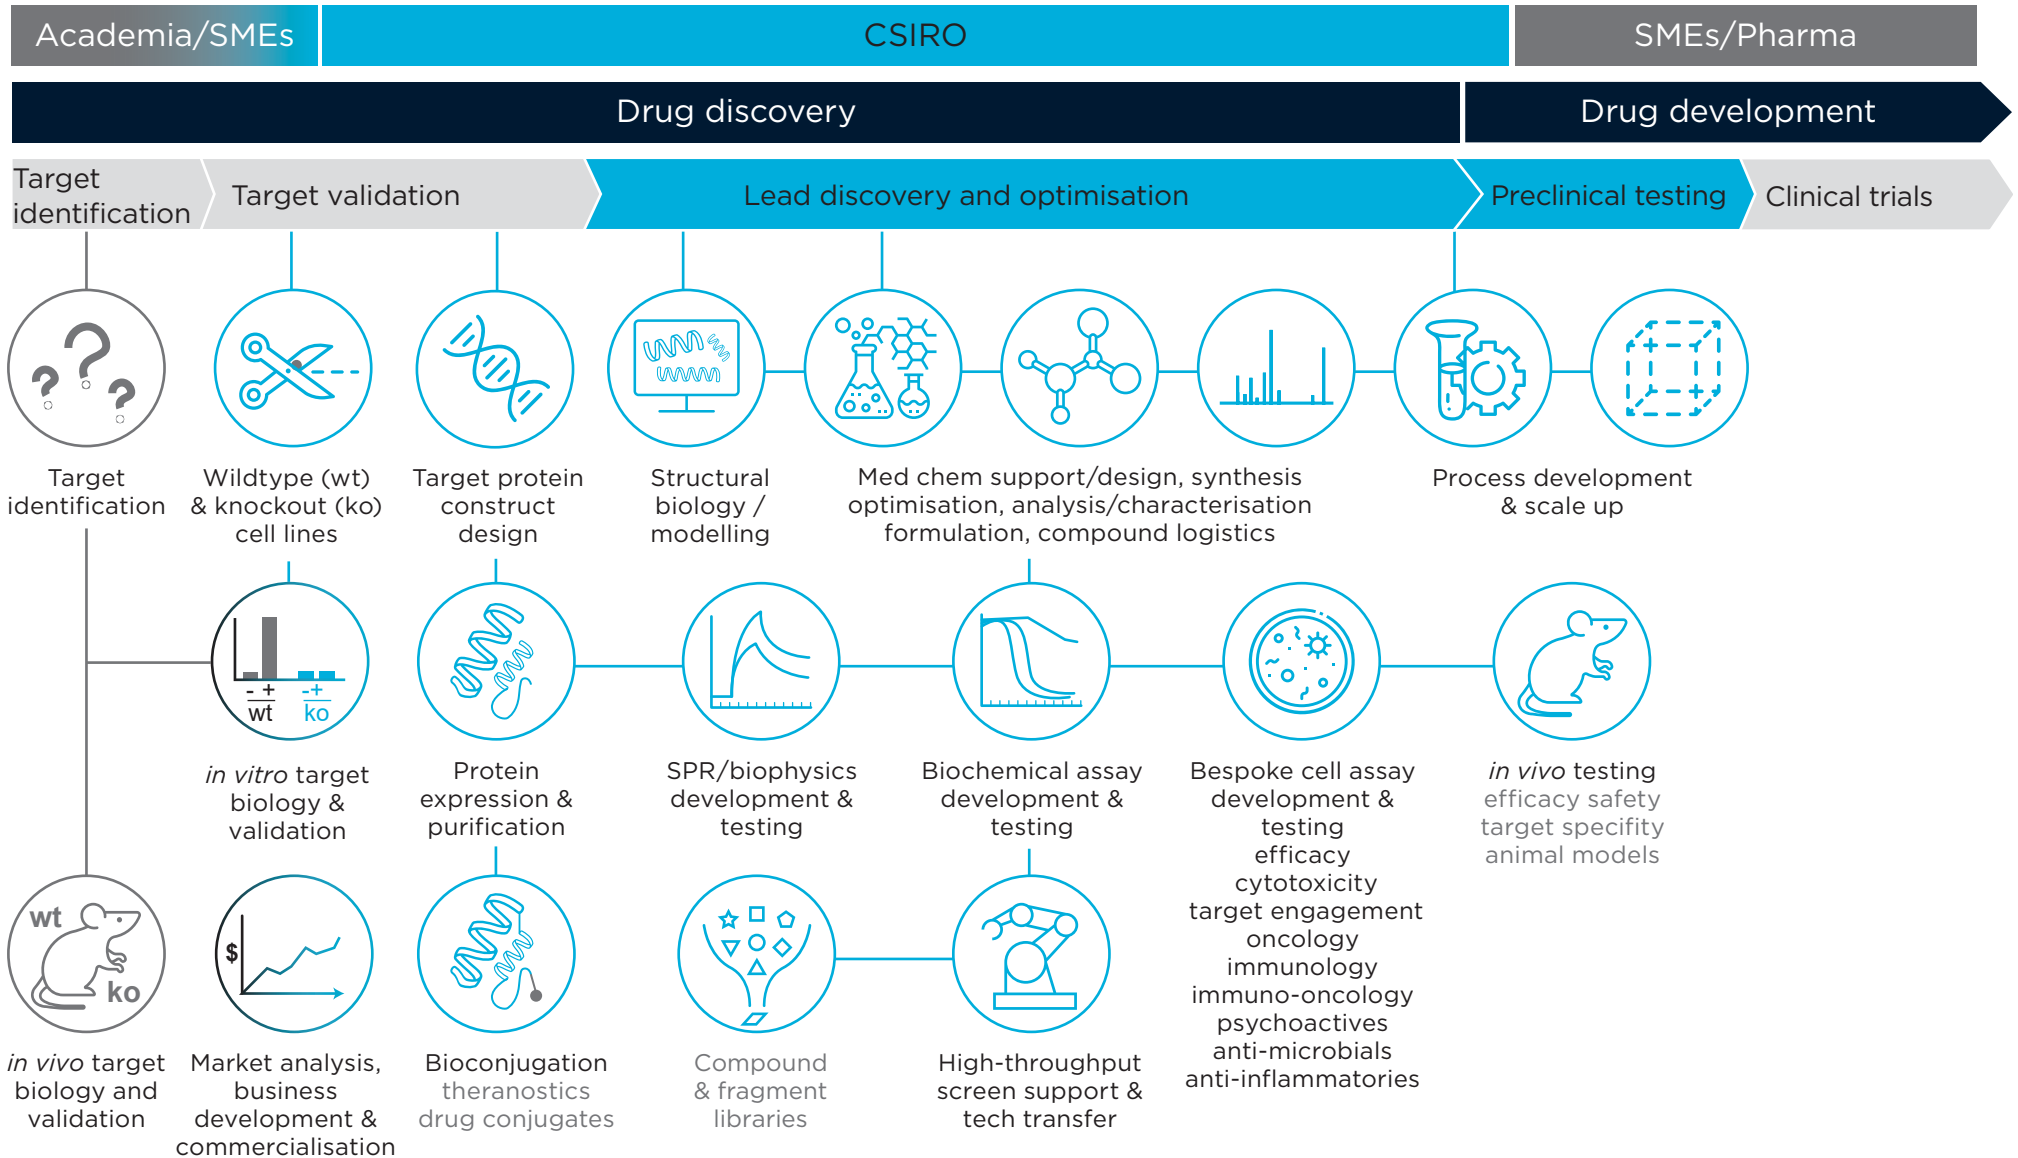 Academia/SMEs
CSIRO
SMEs/Pharma
Drug discovery
Drug development
Target
identification
Target validation
Lead discovery and optimisation
Preclinical testing
Clinical trials
? ? ?
Target
identification
Wildtype (wt)
& knockout (ko)
cell lines
Target protein
construct
design
Structural
biology /
modelling
Med chem support/design, synthesis
optimisation, analysis/characterisation
formulation, compound logistics
Process development
& scale up
- +
wt
-+
ko
in vitro target
biology &
validation
Protein
expression &
purification
SPR/biophysics
development &
testing
Biochemical assay
development &
testing
Bespoke cell assay
development &
testing
efficacy
cytotoxicity
target engagement
oncology
immunology
immuno-oncology
psychoactives
anti-microbials
anti-inflammatories
in vivo testing
efficacy safety
target specifity
animal models
wt
ko
in vivo target
biology and
validation
$
Market analysis,
business
development &
commercialisation
Bioconjugation
theranostics
drug conjugates
Compound
& fragment
libraries
High-throughput
screen support &
tech transfer